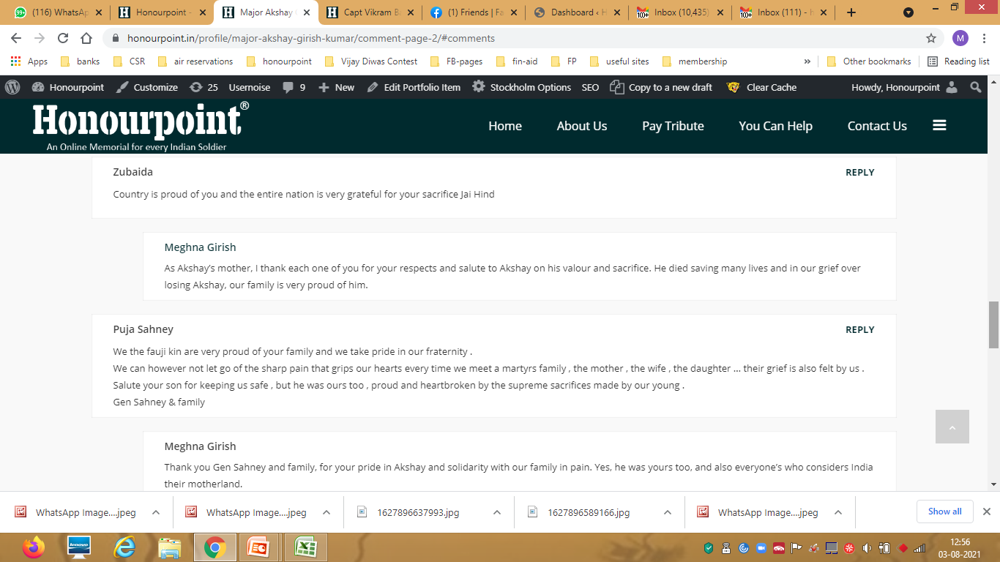 (116) WhatsAp
Honourpoint -
Major Akshay
Capt Vikram B
(1) Friends | Fa
Dashboard ‹ H
Inbox (10,435)
Inbox (111) - h
honourpoint.in/profile/major-akshay-girish-kumar/comment-page-2/#comments
M
Apps banks CSR air reservations honourpoint Vijay Diwas Contest FB-pages fin-aid FP useful sites membership » Other bookmarks Reading list
Honourpoint Customize 25 Usernoise 9 + New Edit Portfolio Item Stockholm Options SEO Copy to a new draft Clear Cache Howdy, Honourpoint
Honourpoint®
An Online Memorial for every Indian Soldier
Home About Us Pay Tribute You Can Help Contact Us
Zubaida REPLY
Country is proud of you and the entire nation is very grateful for your sacrifice Jai Hind
Meghna Girish
As Akshay's mother, I thank each one of you for your respects and salute to Akshay on his valour and sacrifice. He died saving many lives and in our grief over
losing Akshay, our family is very proud of him.
Puja Sahney REPLY
We the fauji kin are very proud of your family and we take pride in our fraternity .
We can however not let go of the sharp pain that grips our hearts every time we meet a martyrs family , the mother , the wife , the daughter … their grief is also felt by us .
Salute your son for keeping us safe , but he was ours too , proud and heartbroken by the supreme sacrifices made by our young .
Gen Sahney & family
Meghna Girish
Thank you Gen Sahney and family, for your pride in Akshay and solidarity with our family in pain. Yes, he was yours too, and also everyone's who considers India
their motherland.
WhatsApp Image....jpeg WhatsApp Image....jpeg 1627896637993.jpg 1627896589166.jpg WhatsApp Image....jpeg Show all
lenovo
12:56
03-08-2021